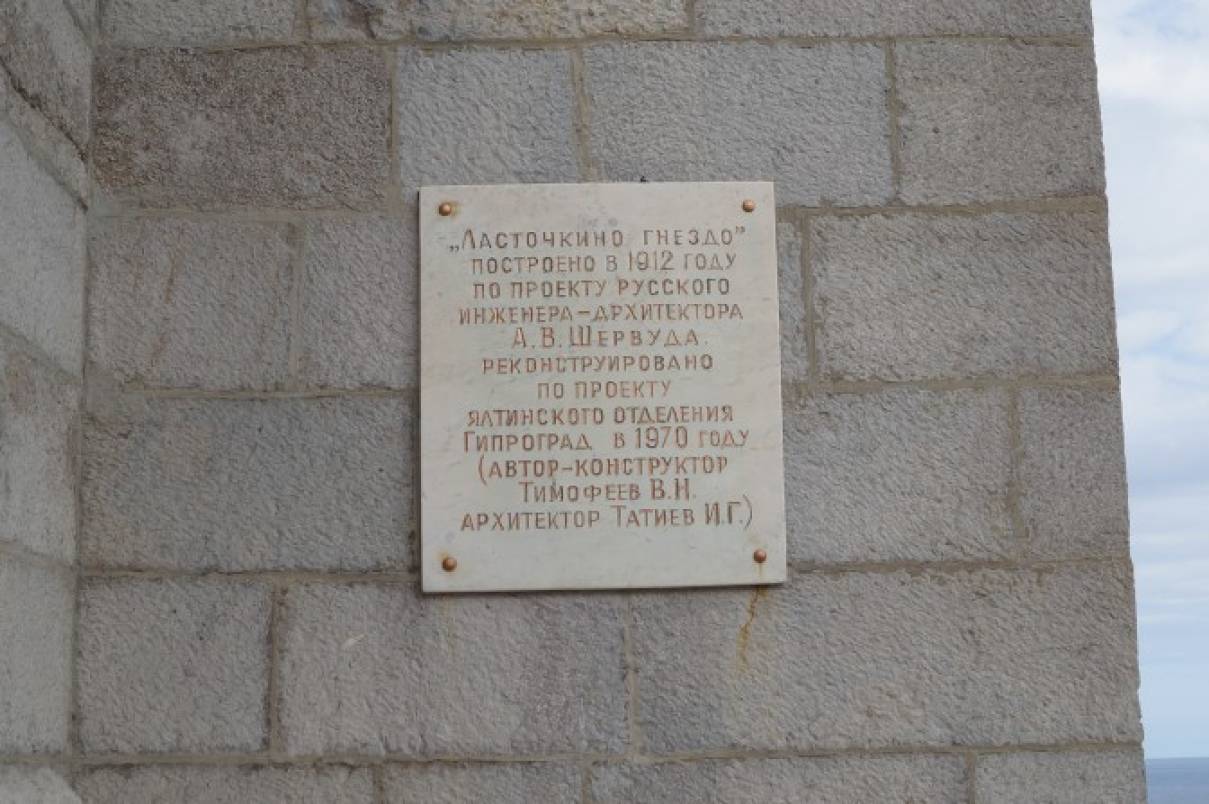 „Ласточкино гнездо”
построено в 1912 году
по проекту русского
инженера-архитектора
А.В. Шервуда.
реконструировано
по проекту
ялтинского отделения
Гипроград в 1970 году
(автор-конструктор
Тимофеев В.Н.
архитектор Татиев И.Г.)